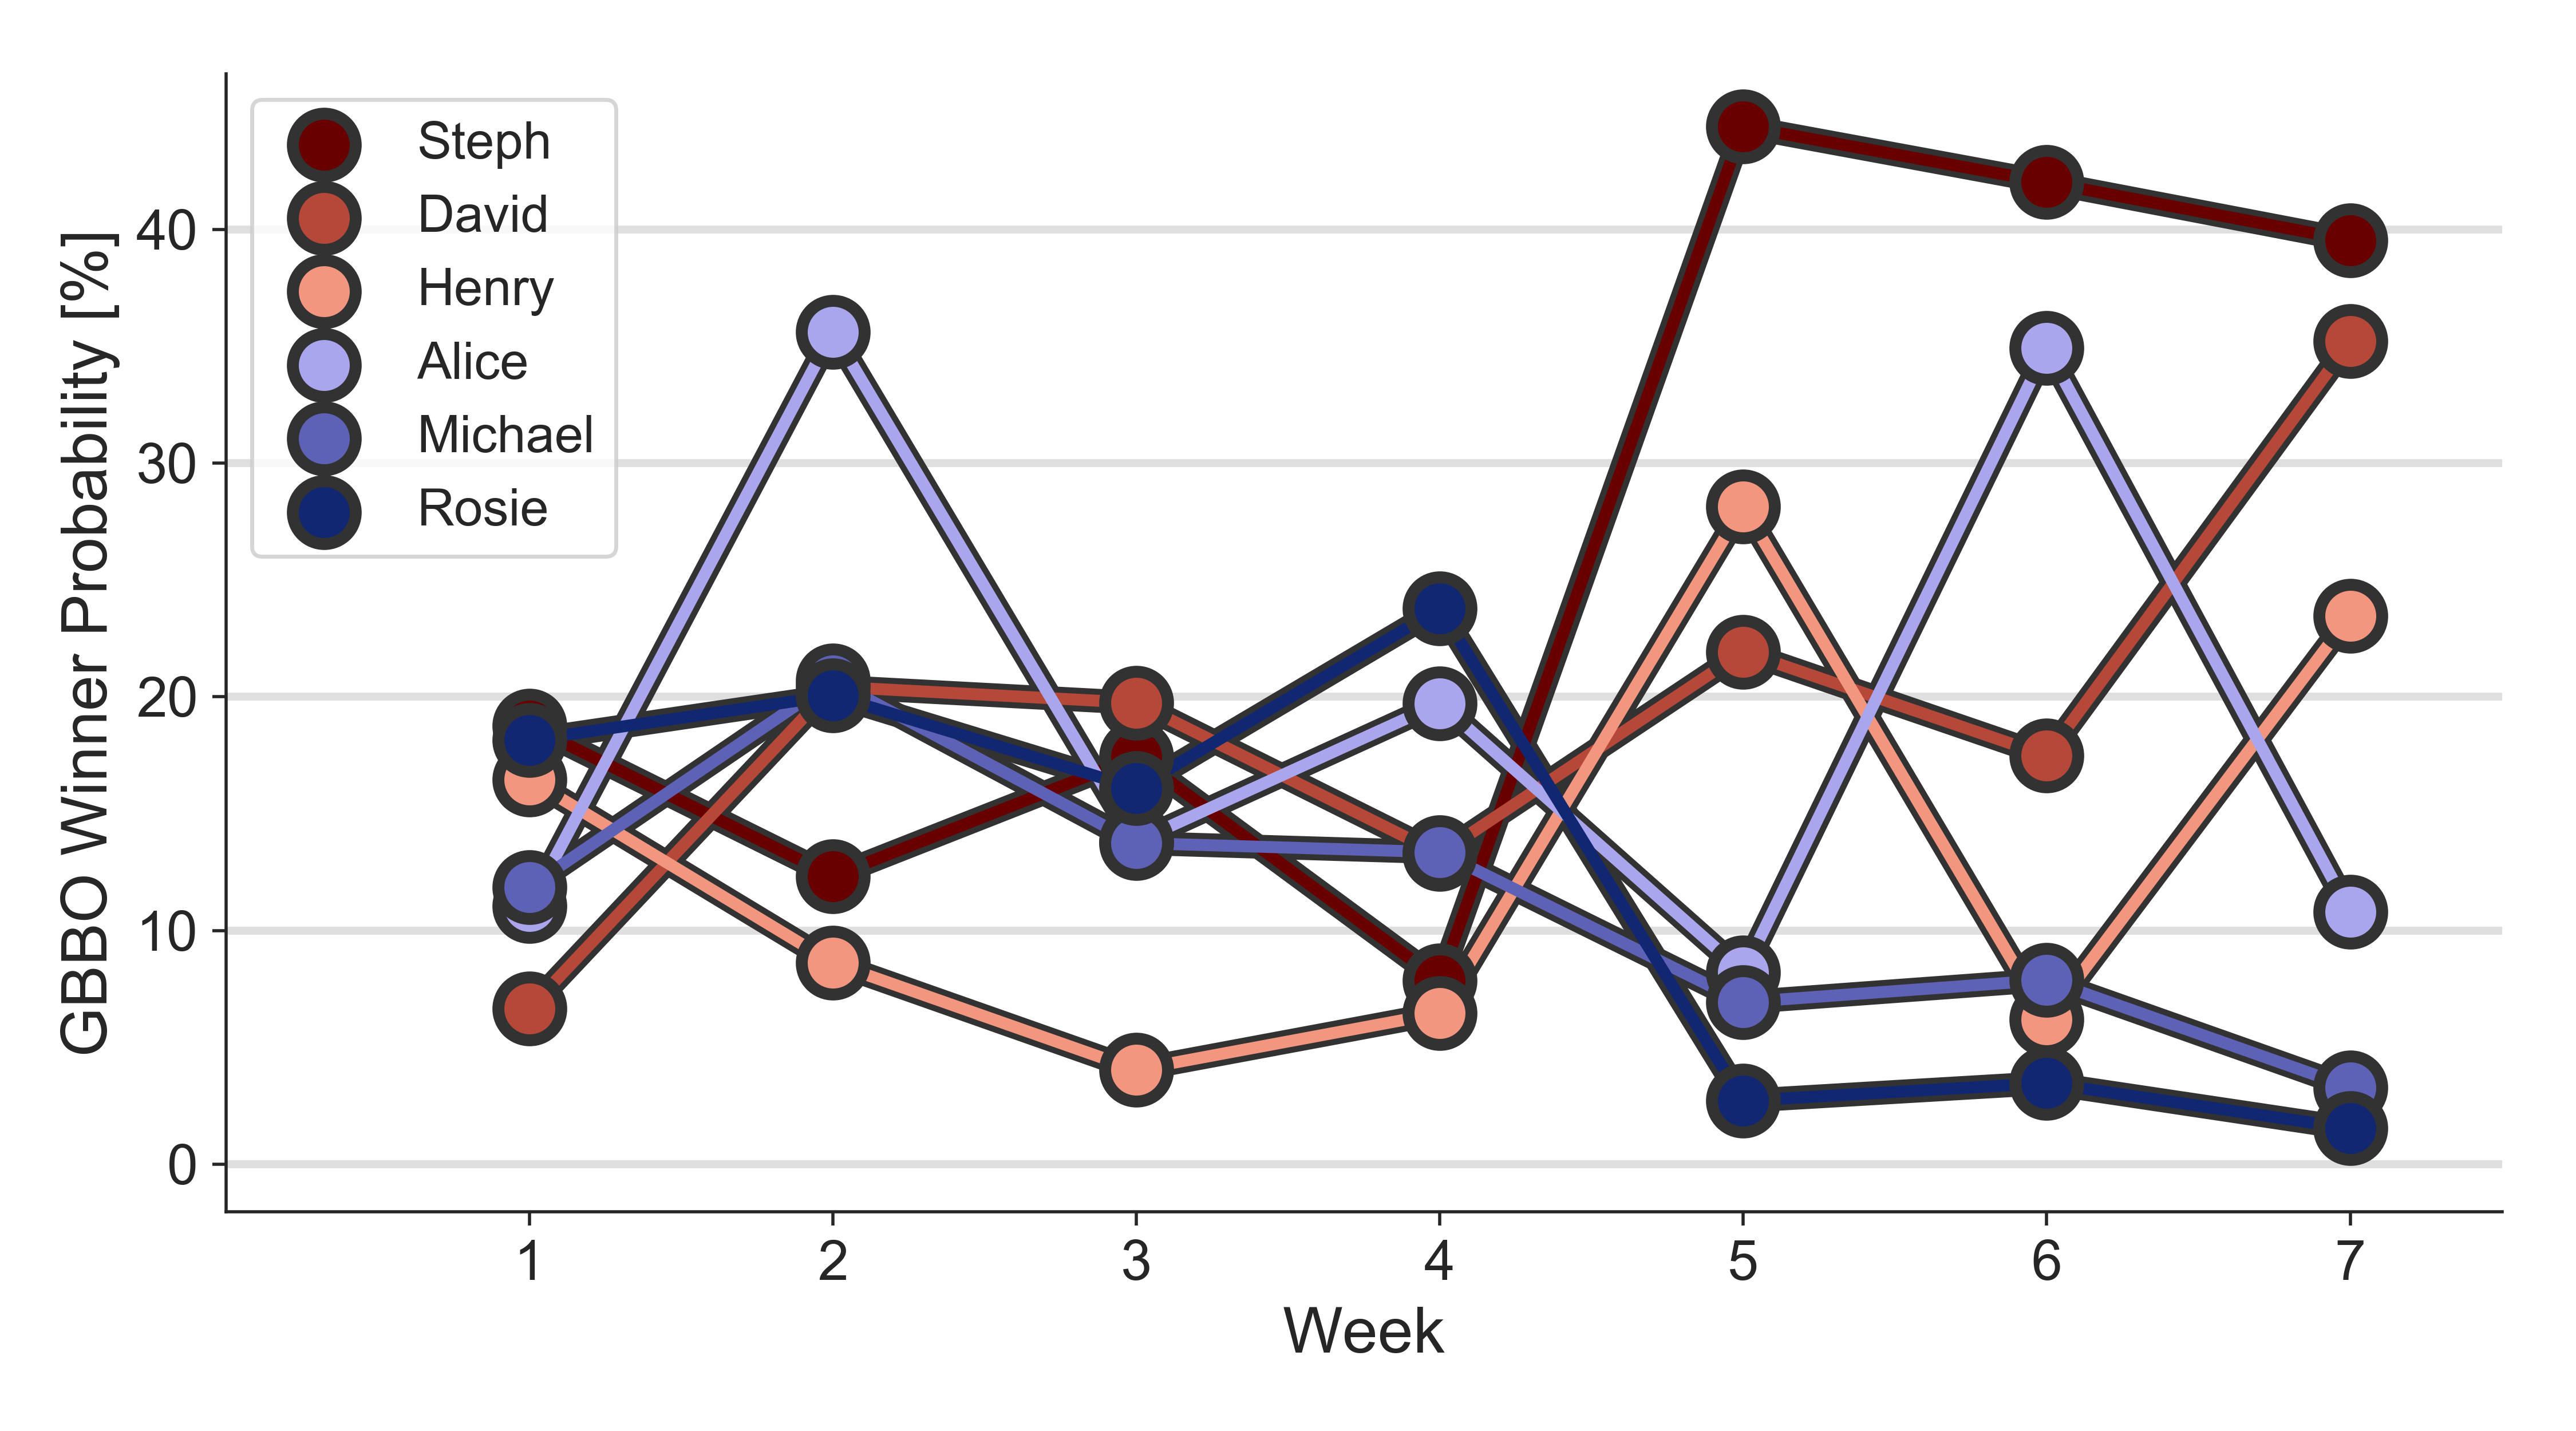 Steph
David
Henry
Alice
Michael
Rosie
GBBO Winner Probability [%]
40
30
20
10
0
1 2 3 4 5 6 7
Week